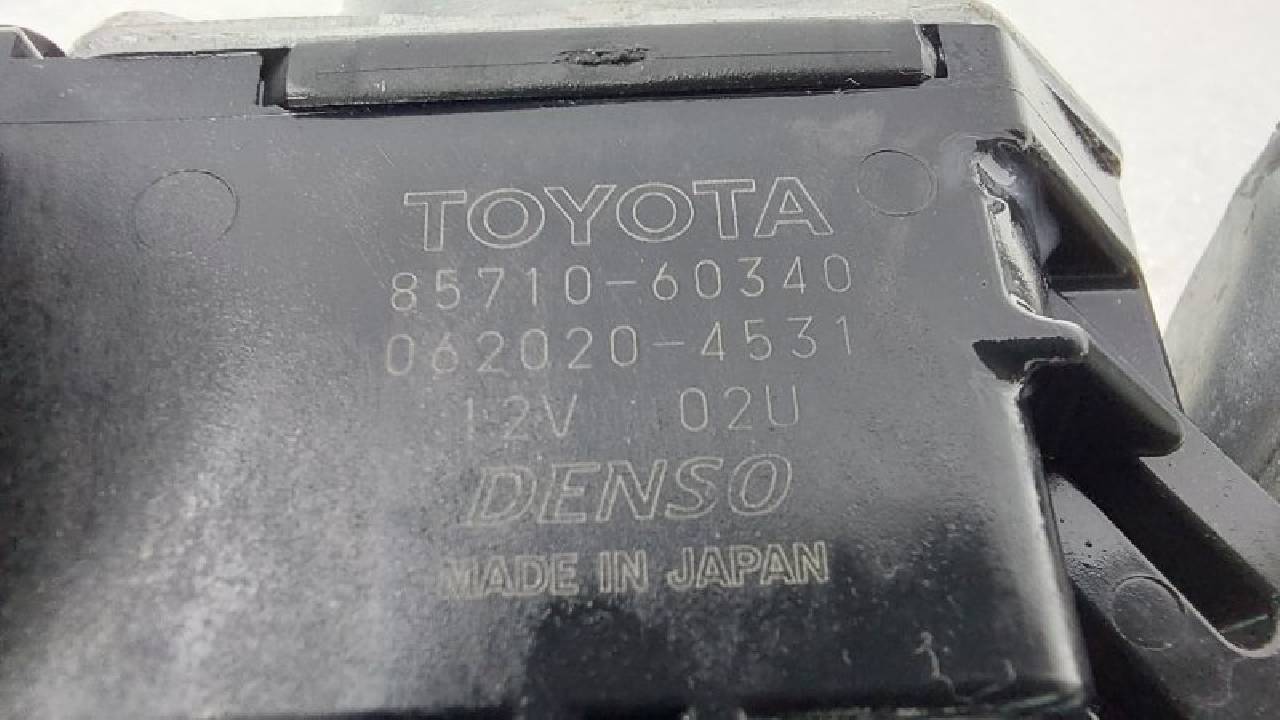 TOYOTA
85710-60340
062020-4531
12V 02U
DENSO
MADE IN JAPAN